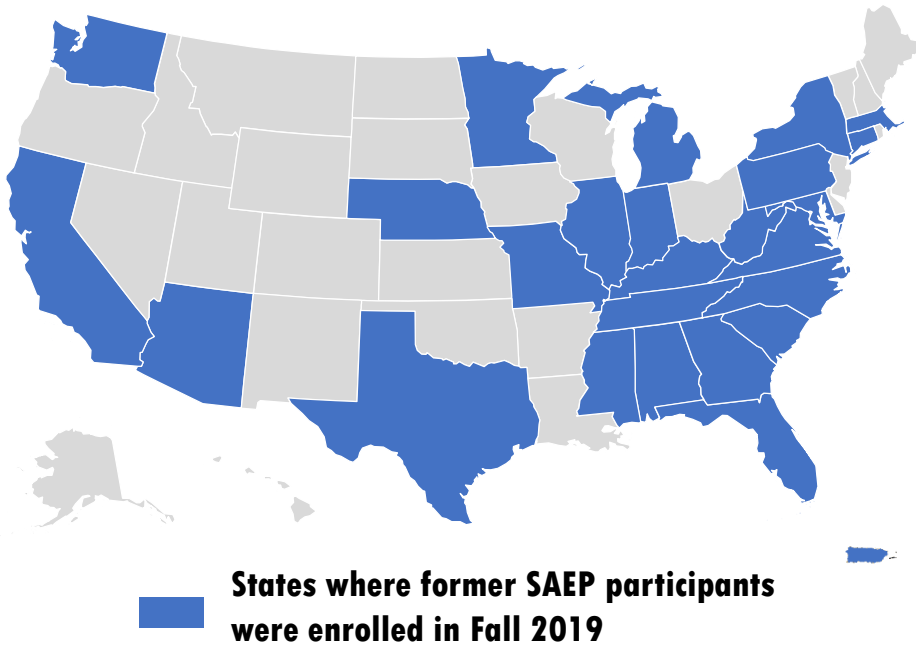 States where former SAEP participants
were enrolled in Fall 2019